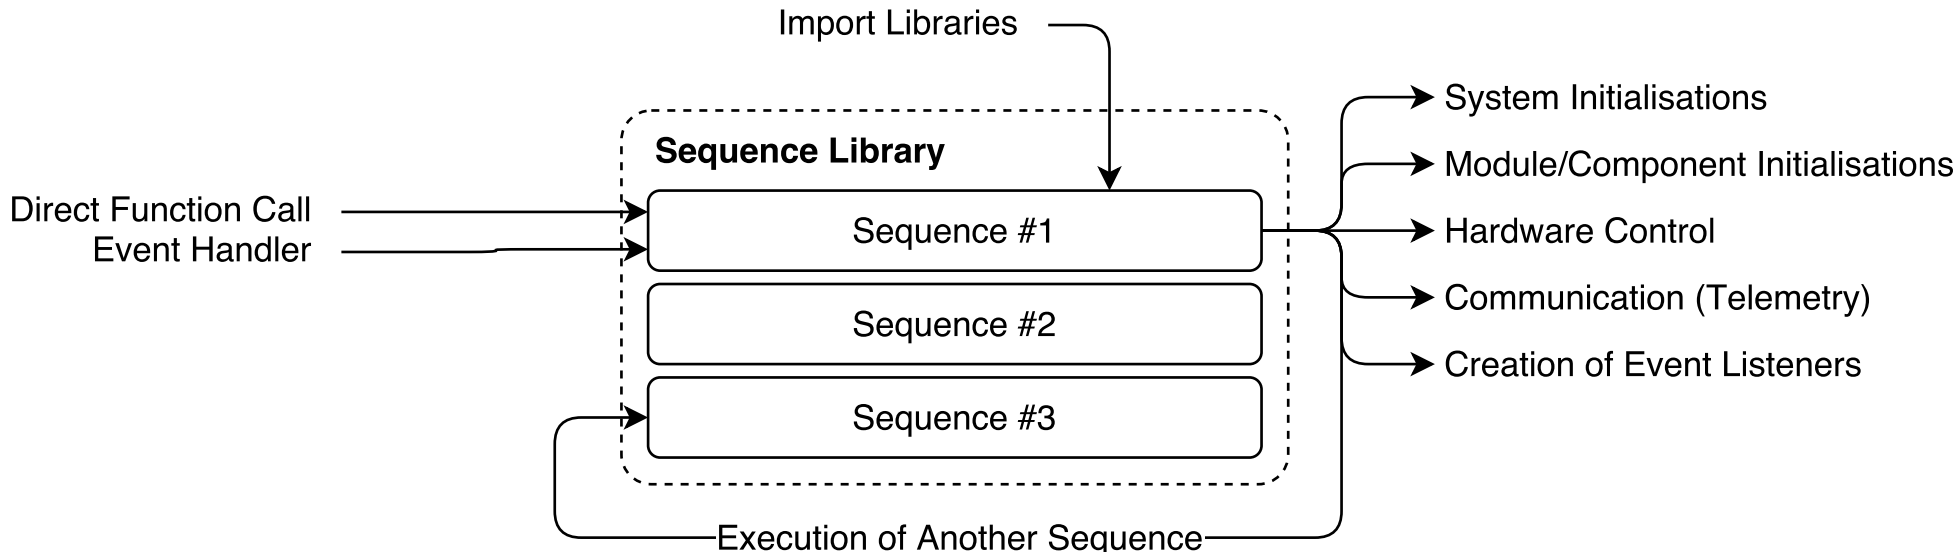 Import Libraries
System Initialisations
Sequence Library
Module/Component Initialisations
Direct Function Call
Event Handler
Sequence #1
Hardware Control
Sequence #2
Communication (Telemetry)
Creation of Event Listeners
Sequence #3
Execution of Another Sequence